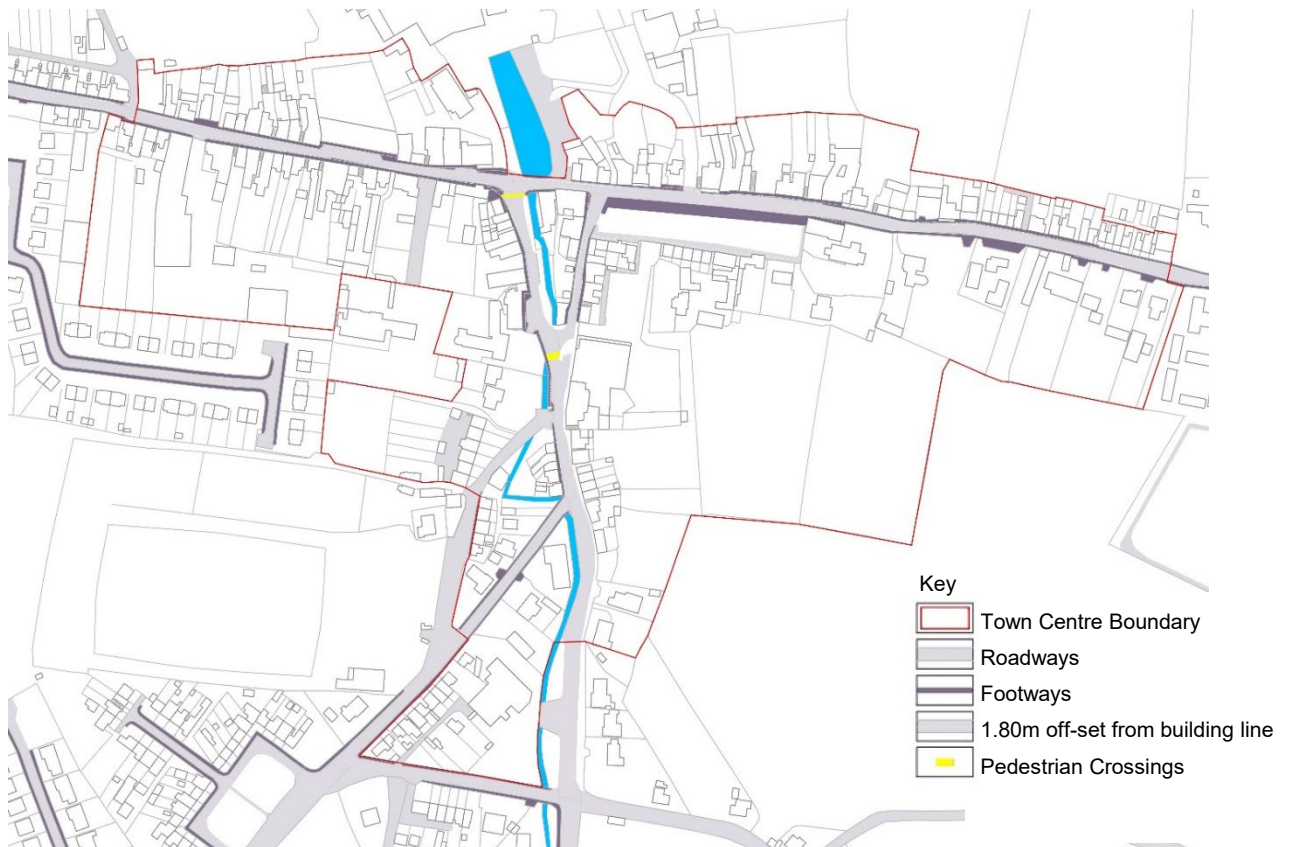 Key
Town Centre Boundary
Roadways
Footways
1.80m off-set from building line
Pedestrian Crossings